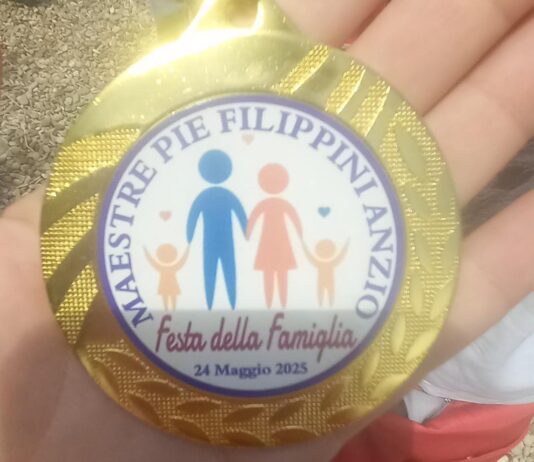 MAESTRE PIE FILIPPINI ANZIO
Festa della Famiglia
24 Maggio 2025